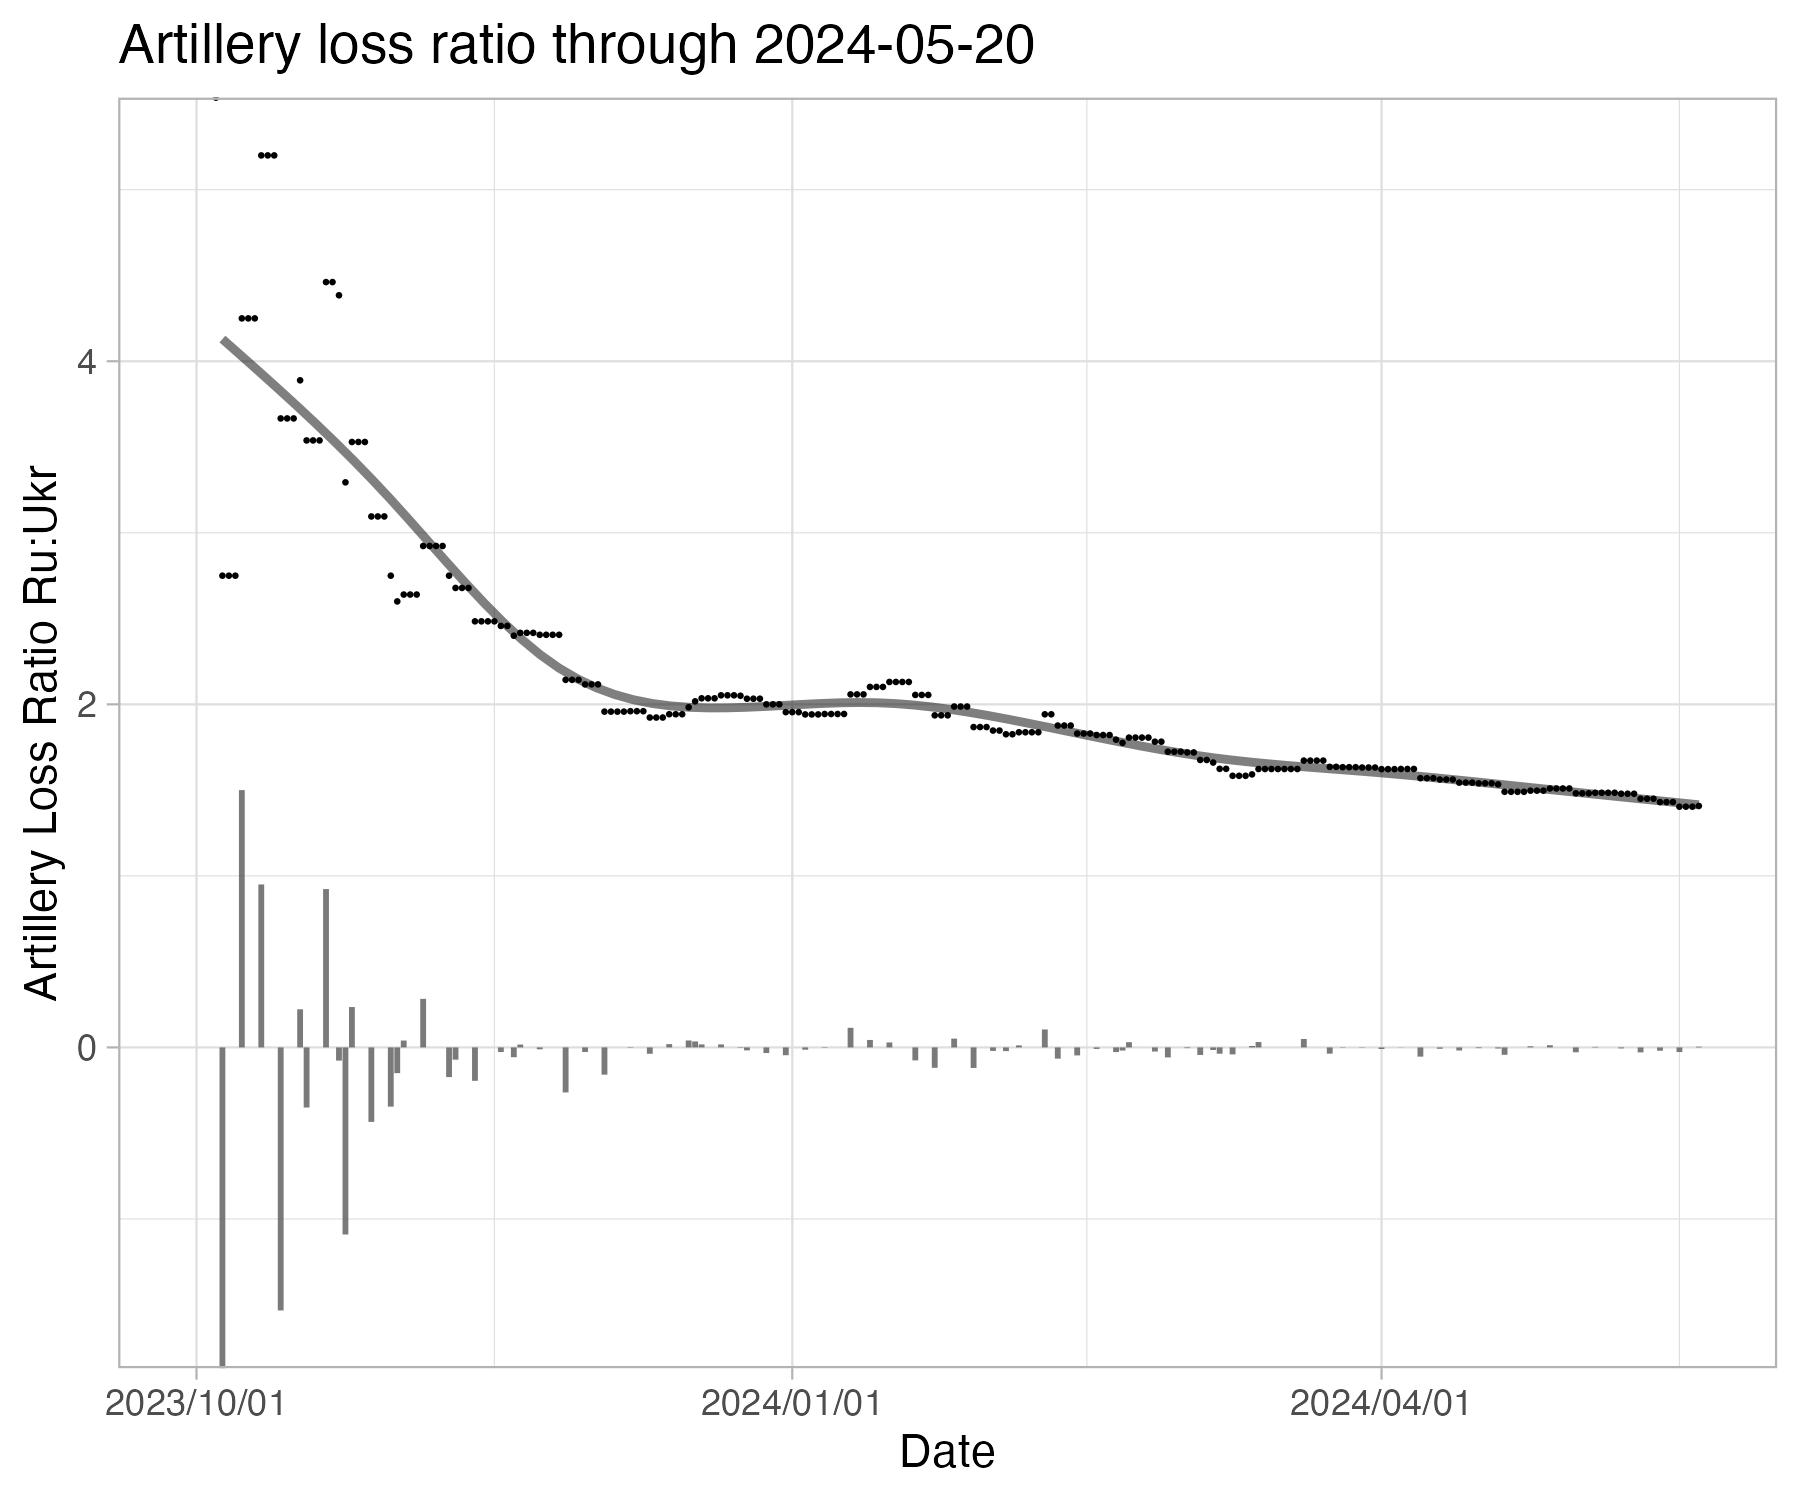 Artillery loss ratio through 2024-05-20
Artillery Loss Ratio Ru:Ukr
4
2
0
2023/10/01
2024/01/01
2024/04/01
Date